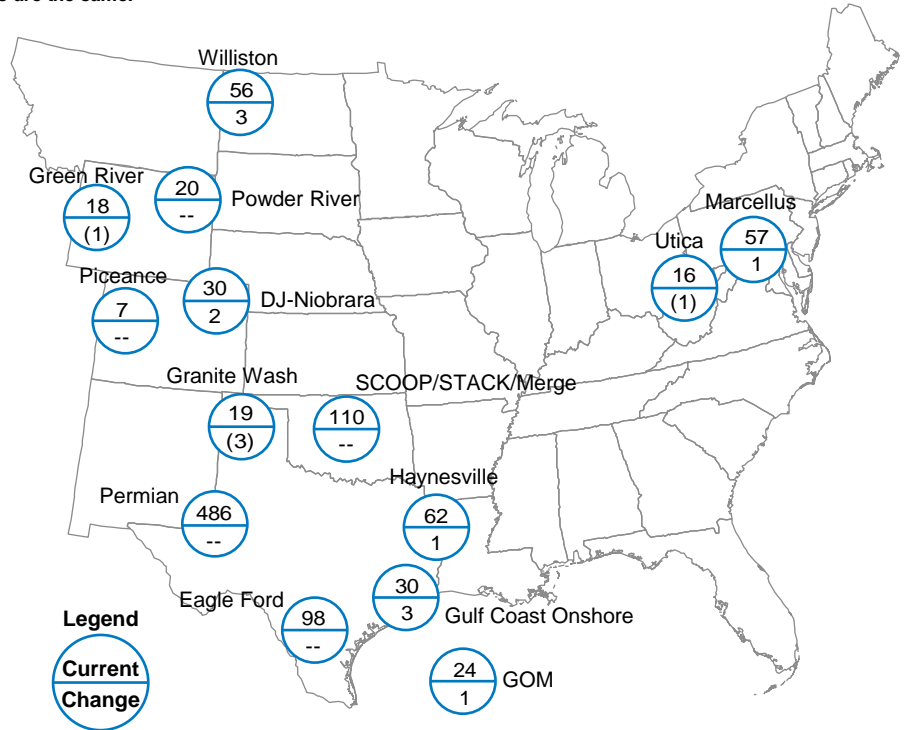 s are the same.
Williston
56
3
Green River
18
(1)
20
--
Powder River
Marcellus
57
1
Utica
16
(1)
Piceance
7
--
30
2
DJ-Niobrara
Granite Wash
19
(3)
SCOOP/STACK/Merge
110
--
Haynesville
62
1
Permian
486
--
Eagle Ford
98
--
30
3
Gulf Coast Onshore
24
1
GOM
Legend
Current
Change